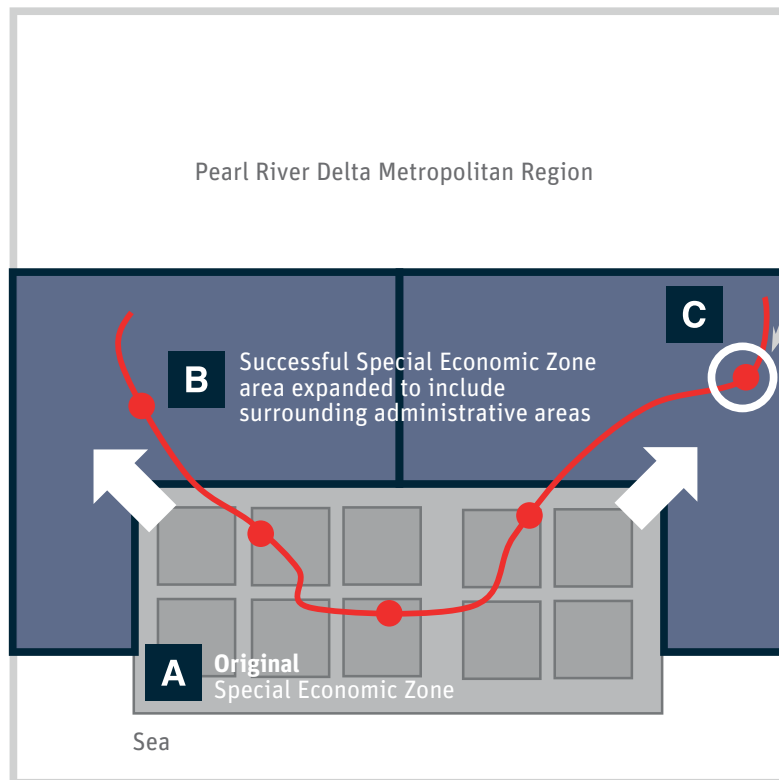 Pearl River Delta Metropolitan Region
C
B
Successful Special Economic Zone
area expanded to include
surrounding administrative areas
A
Original
Special Economic Zone
Sea